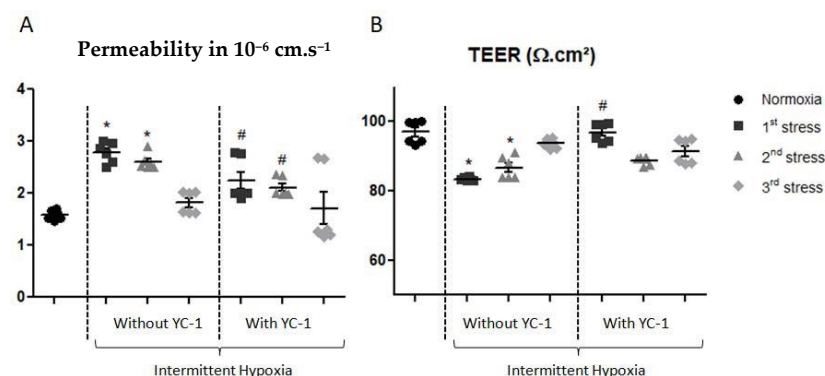 A
Permeability in 10⁻⁶ cm.s⁻¹
4
3
2
1
0
*
*
#
#
Without YC-1
With YC-1
Intermittent Hypoxia
B
TEER (Ω.cm²)
100
80
60
*
*
#
Without YC-1
With YC-1
Intermittent Hypoxia
Normoxia
1ˢᵗ stress
2ⁿᵈ stress
3ʳᵈ stress